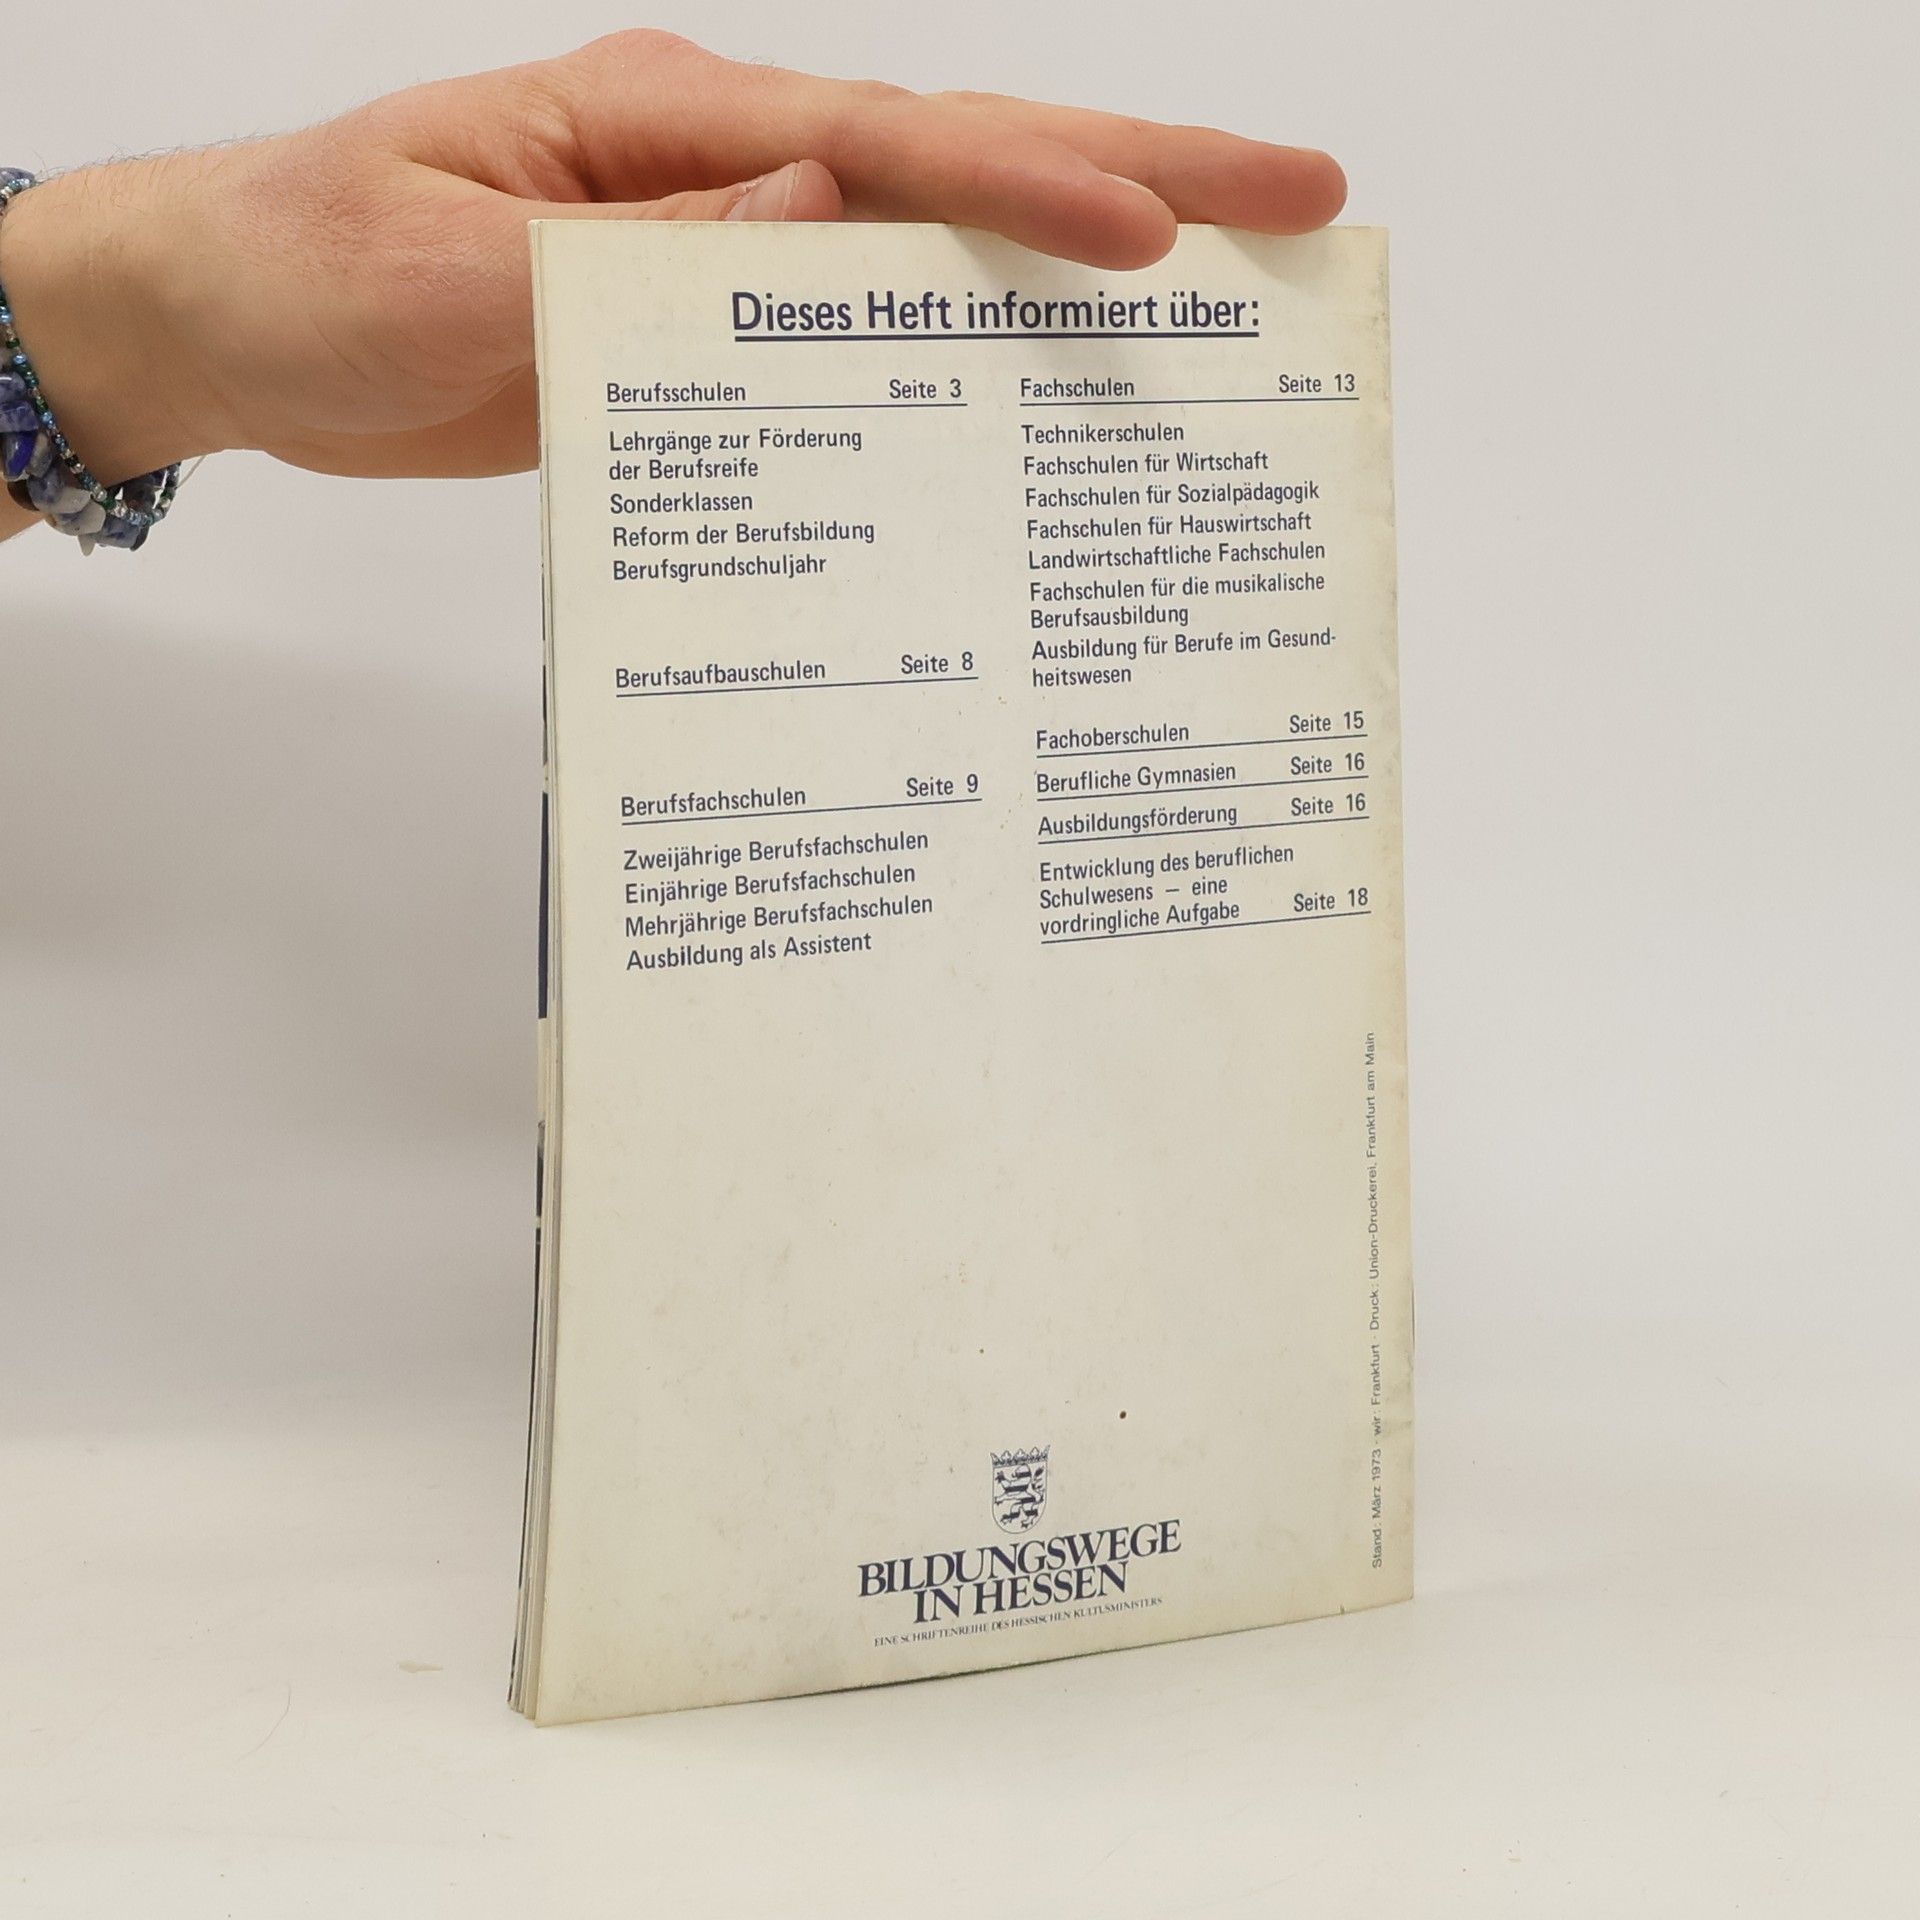 Dieses Heft informiert über:
Berufsschulen Seite 3
Lehrgänge zur Förderung
der Berufsreife
Sonderklassen
Reform der Berufsbildung
Berufsgrundschuljahr
Berufsaufbauschulen Seite 8
Berufsfachschulen Seite 9
Zweijährige Berufsfachschulen
Einjährige Berufsfachschulen
Mehrjährige Berufsfachschulen
Ausbildung als Assistent
Fachschulen Seite 13
Technikerschulen
Fachschulen für Wirtschaft
Fachschulen für Sozialpädagogik
Fachschulen für Hauswirtschaft
Landwirtschaftliche Fachschulen
Fachschulen für die musikalische
Berufsausbildung
Ausbildung für Berufe im Gesund-
heitswesen
Fachoberschulen Seite 15
Berufliche Gymnasien Seite 16
Ausbildungsförderung Seite 16
Entwicklung des beruflichen
Schulwesens – eine
vordringliche Aufgabe Seite 18
Stand: März 1973 · wir: Frankfurt · Druck: Union-Druckerei, Frankfurt am Main
BILDUNGSWEGE
IN HESSEN
EINE SCHRIFTENREIHE DES HESSISCHEN KULTUSMINISTERS